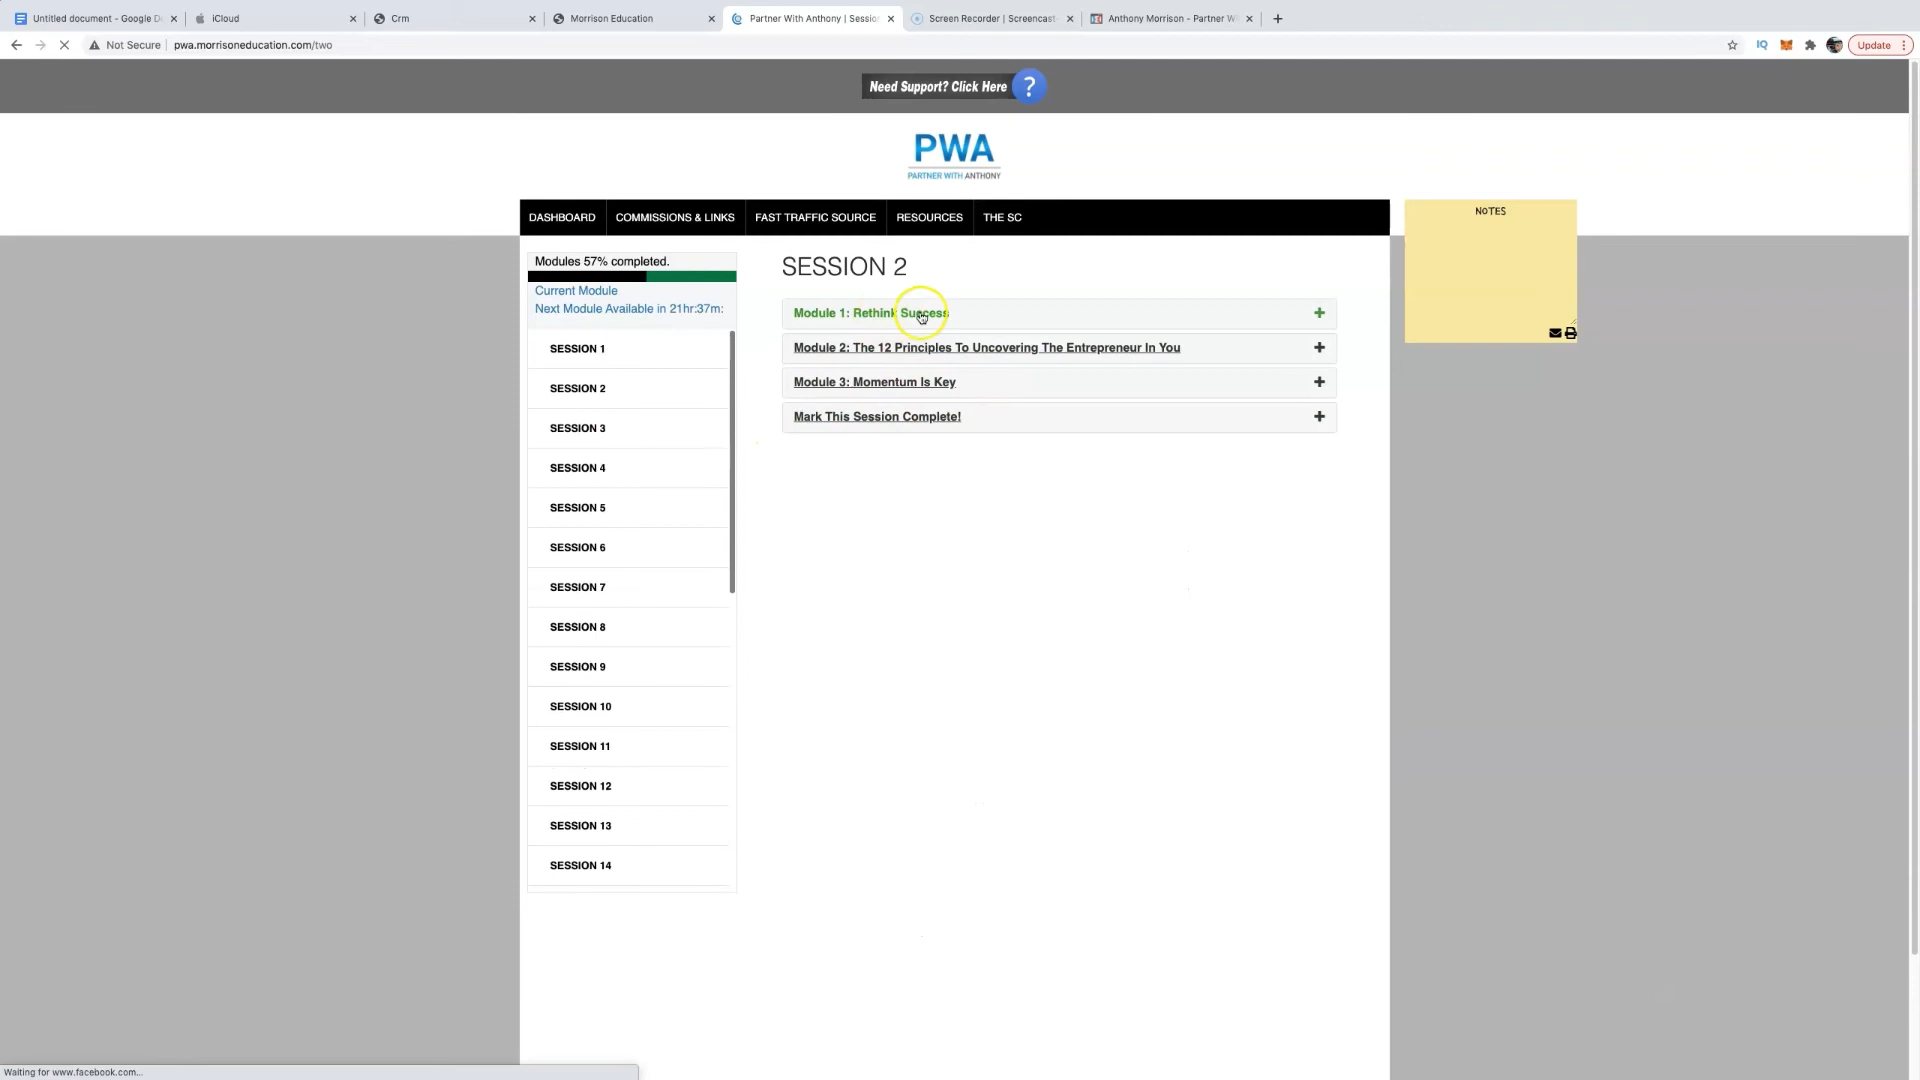 Untitled document - Google D
iCloud
Crm
Morrison Education
Partner With Anthony | Sessio
Screen Recorder | Screencast
Anthony Morrison - Partner W
Not Secure
pwa.morrisoneducation.com/two
IQ
Update
Need Support? Click Here ?
PWA
PARTNER WITH ANTHONY
DASHBOARD
COMMISSIONS & LINKS
FAST TRAFFIC SOURCE
RESOURCES
THE SC
NOTES
Modules 57% completed.
Current Module
Next Module Available in 21hr:37m:
SESSION 1
SESSION 2
SESSION 3
SESSION 4
SESSION 5
SESSION 6
SESSION 7
SESSION 8
SESSION 9
SESSION 10
SESSION 11
SESSION 12
SESSION 13
SESSION 14
SESSION 2
Module 1: Rethink Success
Module 2: The 12 Principles To Uncovering The Entrepreneur In You
Module 3: Momentum Is Key
Mark This Session Complete!
Waiting for www.facebook.com...